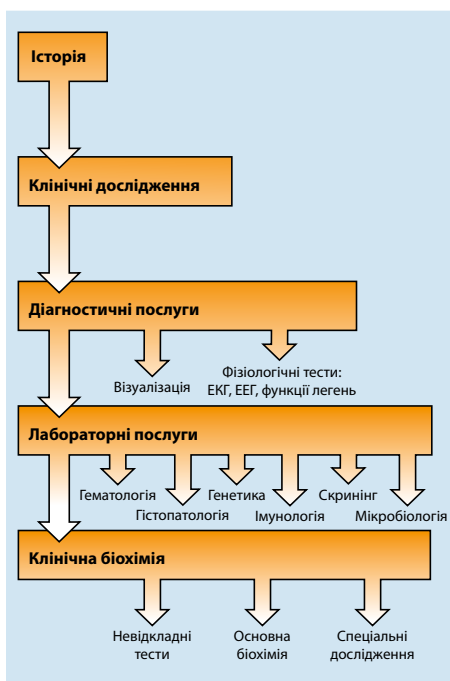 Історія
Клінічні дослідження
Діагностичні послуги
Візуалізація
Фізіологічні тести:
ЕКГ, ЕЕГ, функції легень
Лабораторні послуги
Гематологія
Генетика
Скринінг
Гістопатологія
Імунологія
Мікробіологія
Клінічна біохімія
Невідкладні
тести
Основна
біохімія
Спеціальні
дослідження